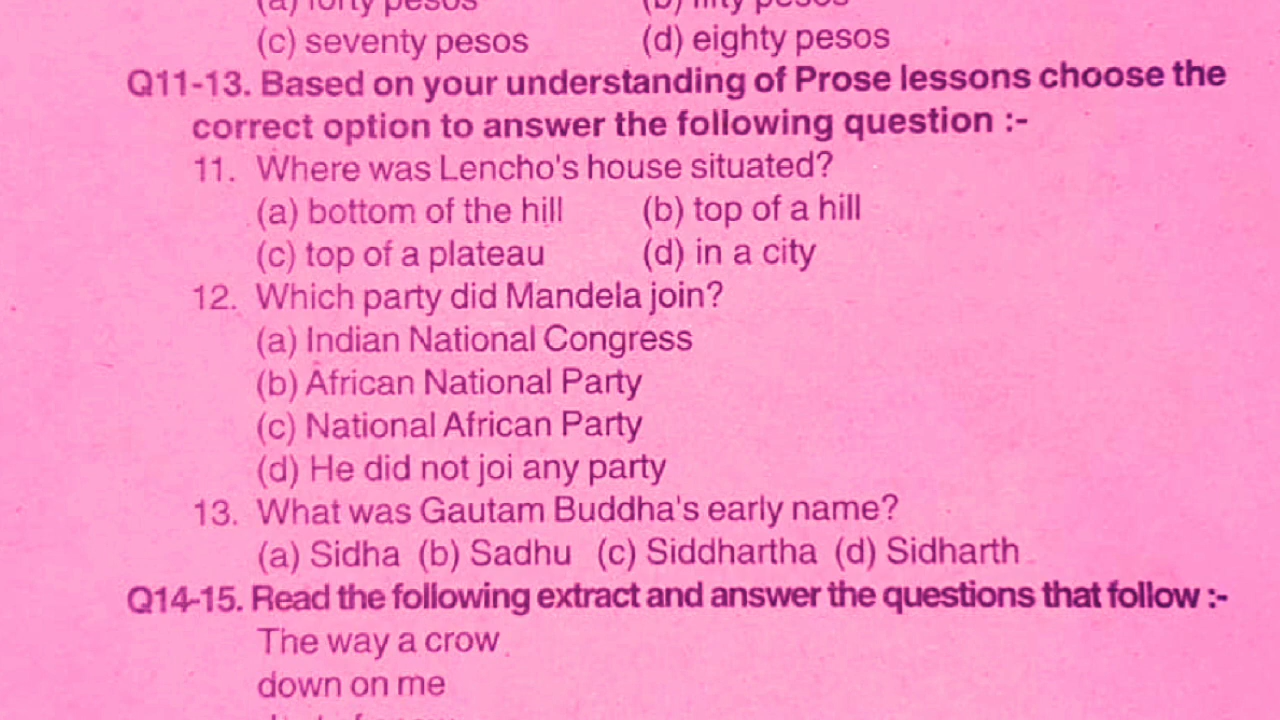 (a) forty pesos (b) fifty pesos
(c) seventy pesos (d) eighty pesos
Q11-13. Based on your understanding of Prose lessons choose the
correct option to answer the following question :-
11. Where was Lencho's house situated?
(a) bottom of the hill (b) top of a hill
(c) top of a plateau (d) in a city
12. Which party did Mandela join?
(a) Indian National Congress
(b) African National Party
(c) National African Party
(d) He did not joi any party
13. What was Gautam Buddha's early name?
(a) Sidha (b) Sadhu (c) Siddhartha (d) Sidharth
Q14-15. Read the following extract and answer the questions that follow :-
The way a crow
down on me